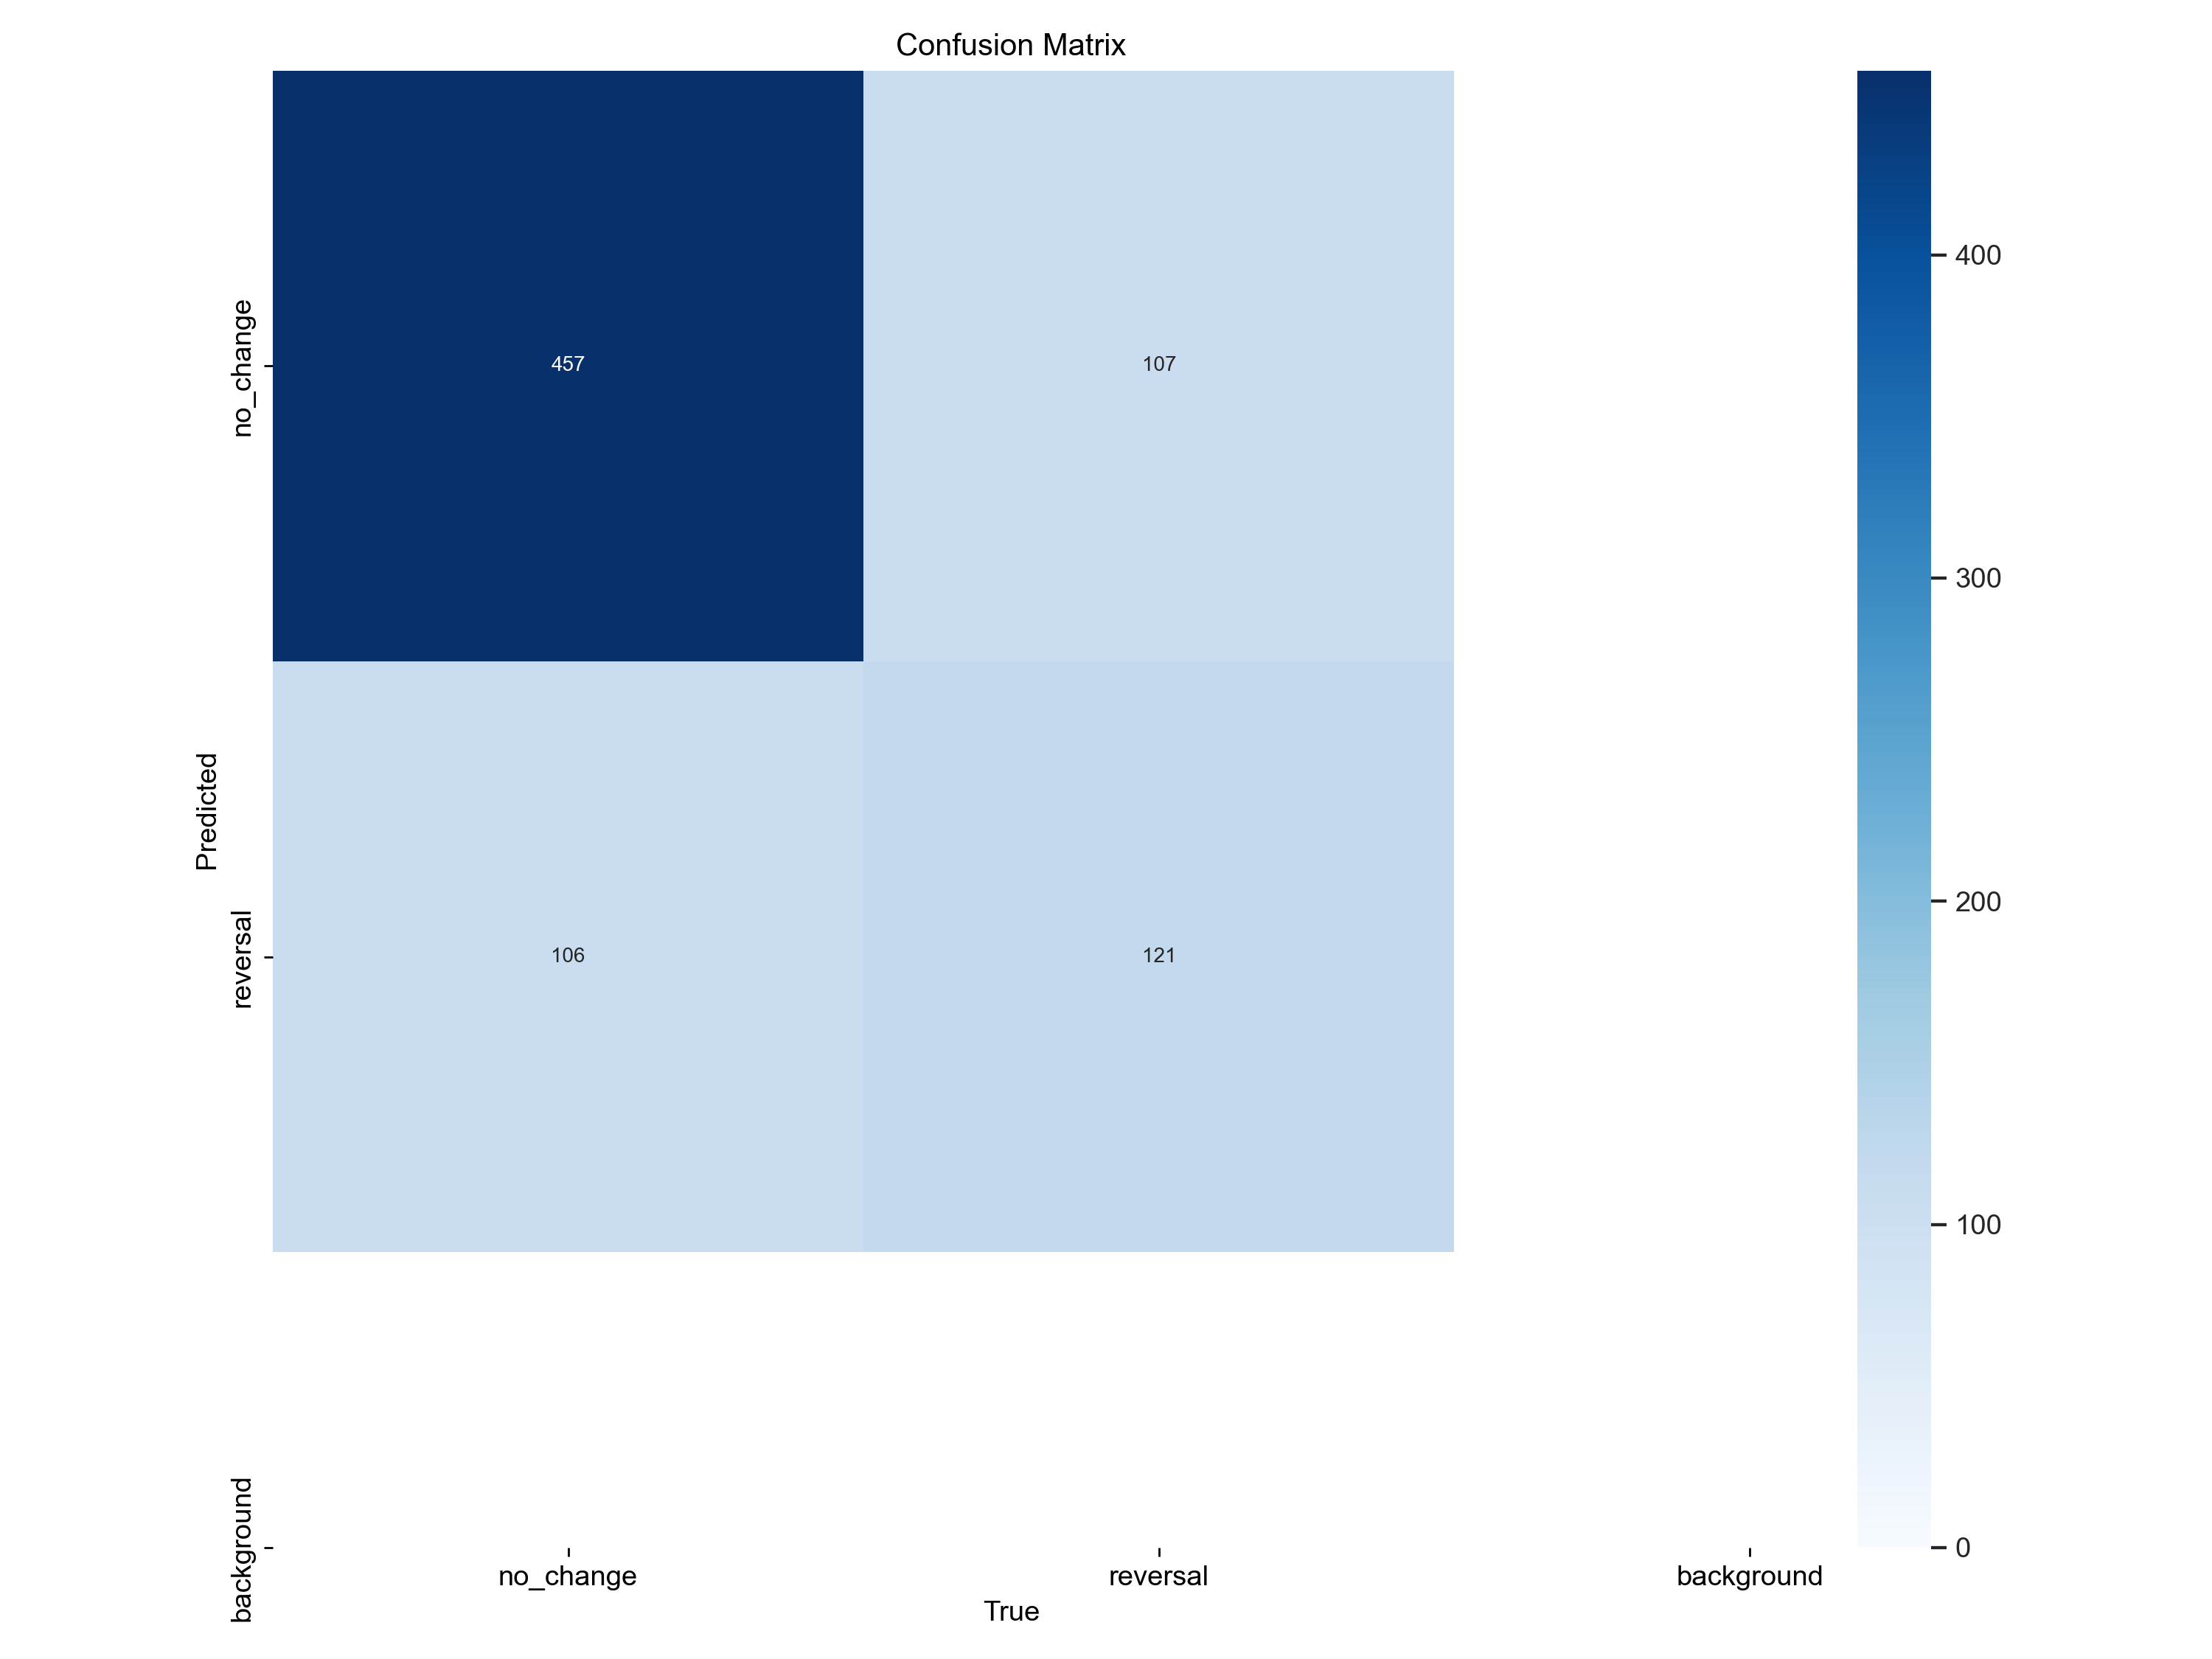 Confusion Matrix
no_change
457
107
400
300
Predicted
reversal
106
121
200
100
background
0
no_change
reversal
background
True